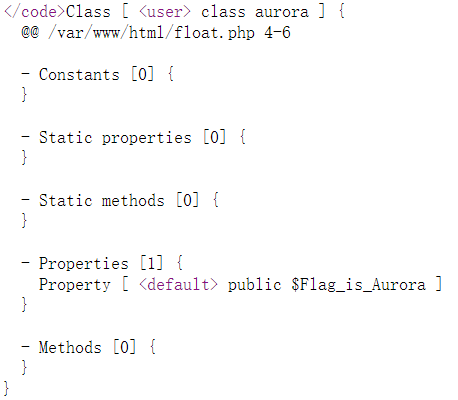 </code>Class [ <user> class aurora ] {
  @@ /var/www/html/float.php 4-6

  - Constants [0] {
  }

  - Static properties [0] {
  }

  - Static methods [0] {
  }

  - Properties [1] {
    Property [ <default> public $Flag_is_Aurora ]
  }

  - Methods [0] {
  }
}